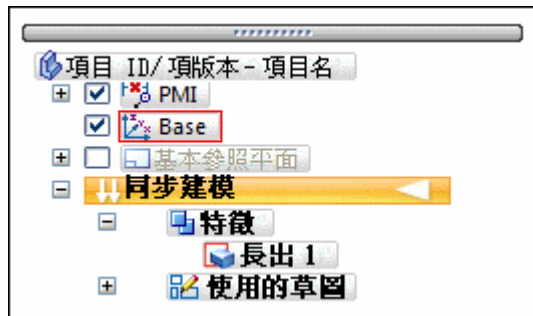 項目 ID/項版本-項目名
PMI
Base
基本參照平面
同步建模
特徵
長出 1
使用的草圖